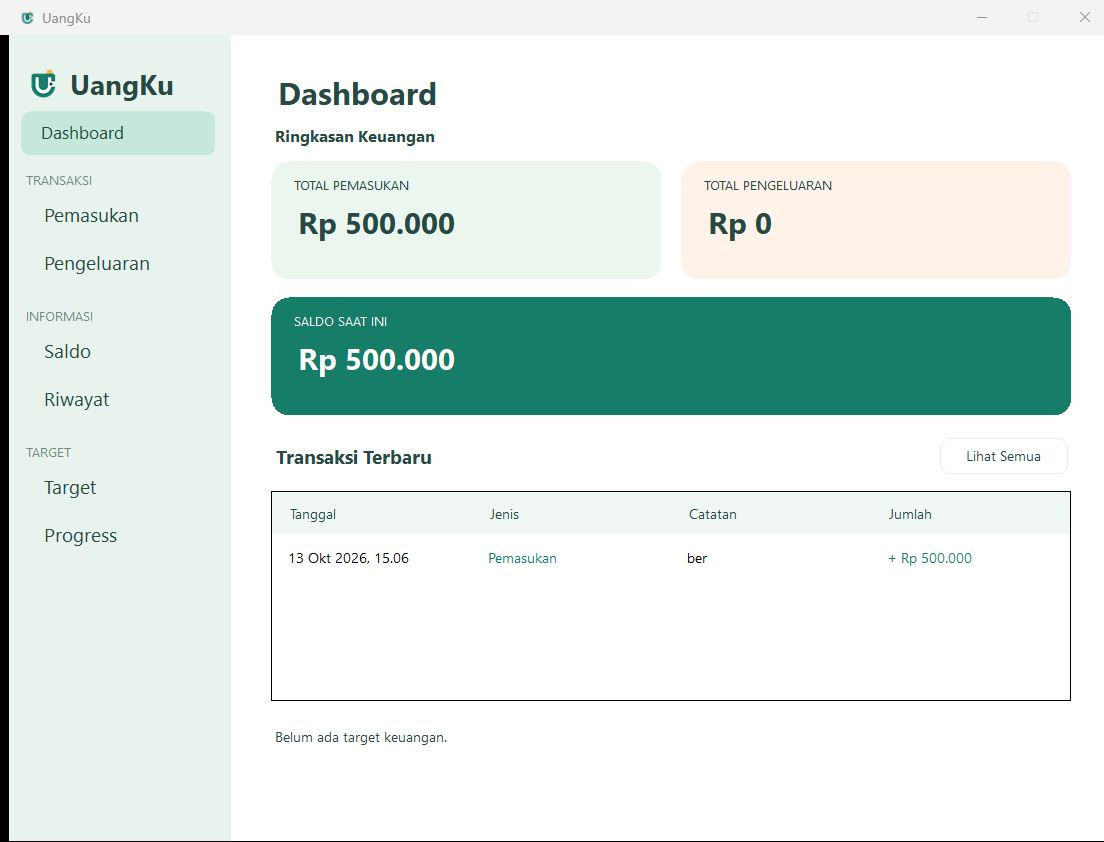 UangKu
UangKu
Dashboard
TRANSAKSI
Pemasukan
Pengeluaran
INFORMASI
Saldo
Riwayat
TARGET
Target
Progress
Dashboard
Ringkasan Keuangan
TOTAL PEMASUKAN
Rp 500.000
TOTAL PENGELUARAN
Rp 0
SALDO SAAT INI
Rp 500.000
Transaksi Terbaru
Lihat Semua
Tanggal Jenis Catatan Jumlah
13 Okt 2026, 15.06 Pemasukan ber + Rp 500.000
Belum ada target keuangan.